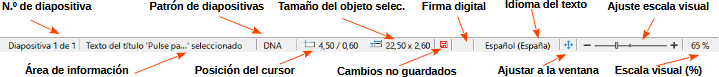 N.º de diapositiva
Patrón de diapositivas
Tamaño del objeto selec.
Firma digital
Idioma del texto
Ajuste escala visual
Diapositiva 1 de 1
Texto del título 'Pulse pa...' seleccionado
DNA
4,50 / 0,60
22,50 x 2,60
Español (España)
65 %
Área de información
Posición del cursor
Cambios no guardados
Ajustar a la ventana
Escala visual (%)